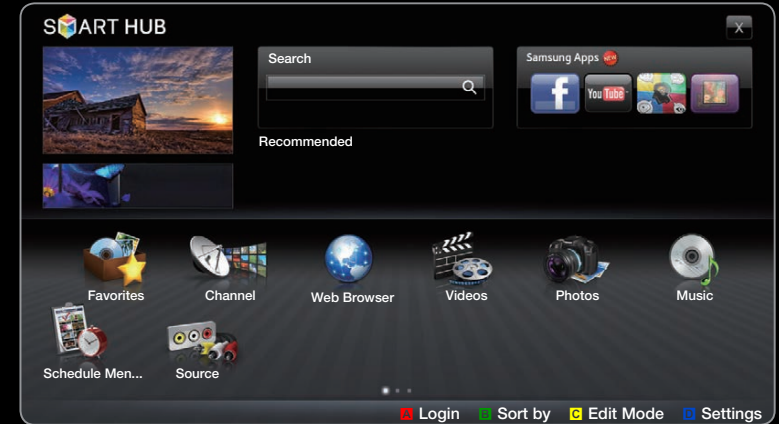 SMART HUB
X
Search
Samsung Apps NEW
f
You Tube
Recommended
Favorites
Channel
Web Browser
Videos
Photos
Music
Schedule Men...
Source
A Login B Sort by C Edit Mode D Settings